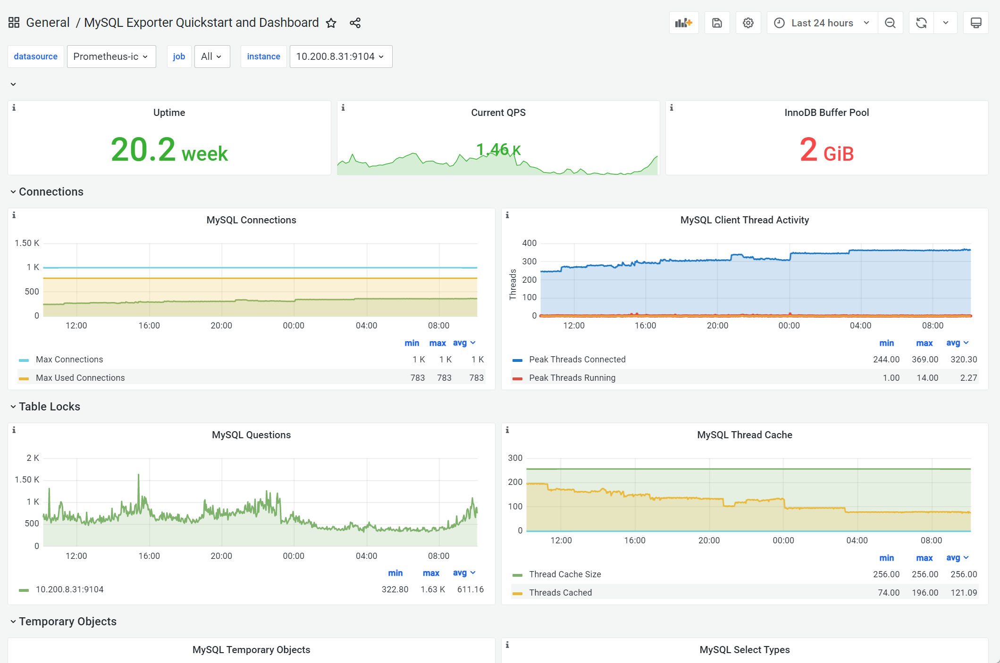 General / MySQL Exporter Quickstart and Dashboard
Last 24 hours
datasource Prometheus-ic job All instance 10.200.8.31:9104
Uptime
20.2 week
Current QPS
1.46 K
InnoDB Buffer Pool
2 GiB
Connections
MySQL Connections
1.50 K
1 K
500
0
12:00 16:00 20:00 00:00 04:00 08:00
min max avg
Max Connections 1 K 1 K 1 K
Max Used Connections 783 783 783
MySQL Client Thread Activity
Threads
400
300
200
100
0
12:00 16:00 20:00 00:00 04:00 08:00
min max avg
Peak Threads Connected 244.00 369.00 320.30
Peak Threads Running 1.00 14.00 2.27
Table Locks
MySQL Questions
2 K
1.50 K
1 K
500
0
12:00 16:00 20:00 00:00 04:00 08:00
min max avg
10.200.8.31:9104 322.80 1.63 K 611.16
MySQL Thread Cache
300
200
100
0
12:00 16:00 20:00 00:00 04:00 08:00
min max avg
Thread Cache Size 256.00 256.00 256.00
Threads Cached 74.00 196.00 121.09
Temporary Objects
MySQL Temporary Objects
MySQL Select Types